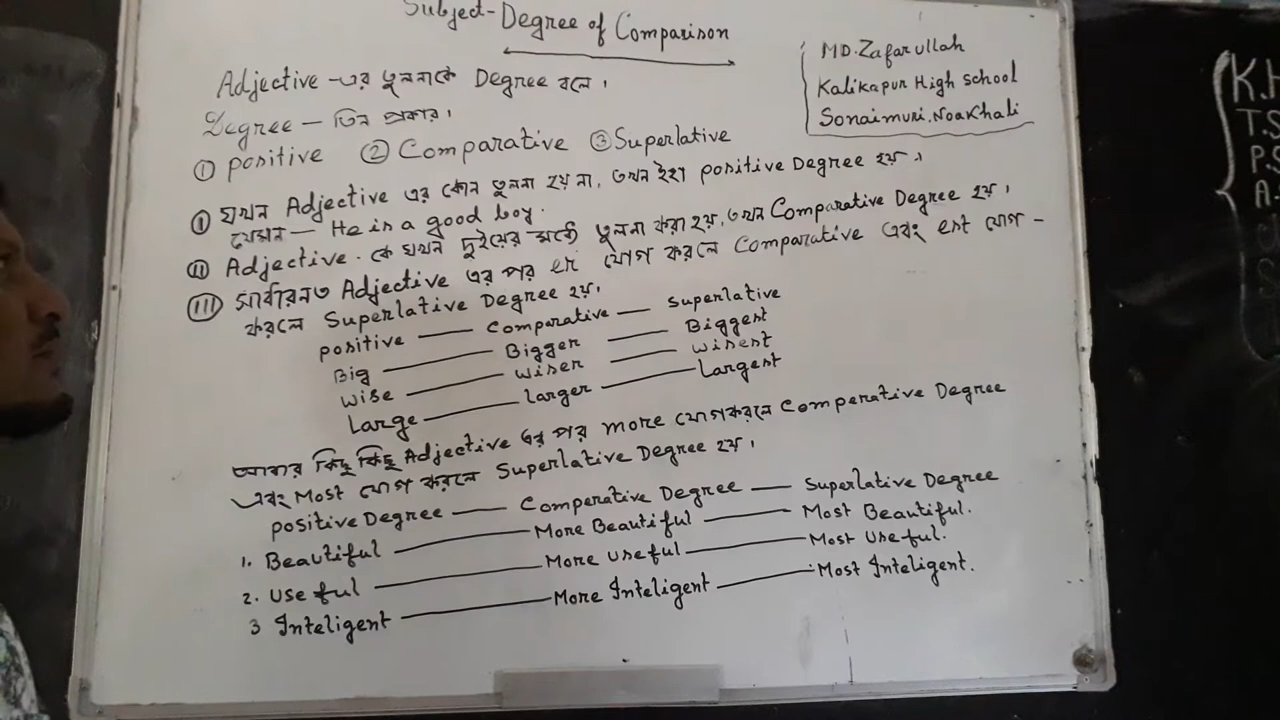 Subject-Degree of Comparison
MD. Zafarullah
Kalikapur High school
Sonaimuri, Noakhali
Adjective -এর তুলনাকে Degree বলে।
Degree — তিন প্রকার।
① positive ② Comparative ③ Superlative
① যখন Adjective এর কোন তুলনা হয় না, তখন ইহা positive Degree হয়।
যেমন— He is a good boy.
⑪ Adjective কে যখন দুইয়ের মধ্যে তুলনা করা হয়, তখন Comparative Degree হয়।
⑪① Adjective এর পর er যোগ করলে Comparative এবং est যোগ -
করলে Superlative Degree হয়।
positive — Comparative — Superlative
Big — Bigger — Biggest
Wise — Wiser — Wisest
Large — Larger — Largest
আবার কিছু কিছু Adjective এর পর more যোগ করলে Comperative Degree
এবং Most যোগ করলে Superlative Degree হয়।
positive Degree — Comperative Degree — Superlative Degree
1. Beautiful — More Beautiful — Most Beautiful.
2. Useful — More Useful — Most Useful.
3 Inteligent — More Inteligent — Most Inteligent.
K.H
T.S
P.S
A-